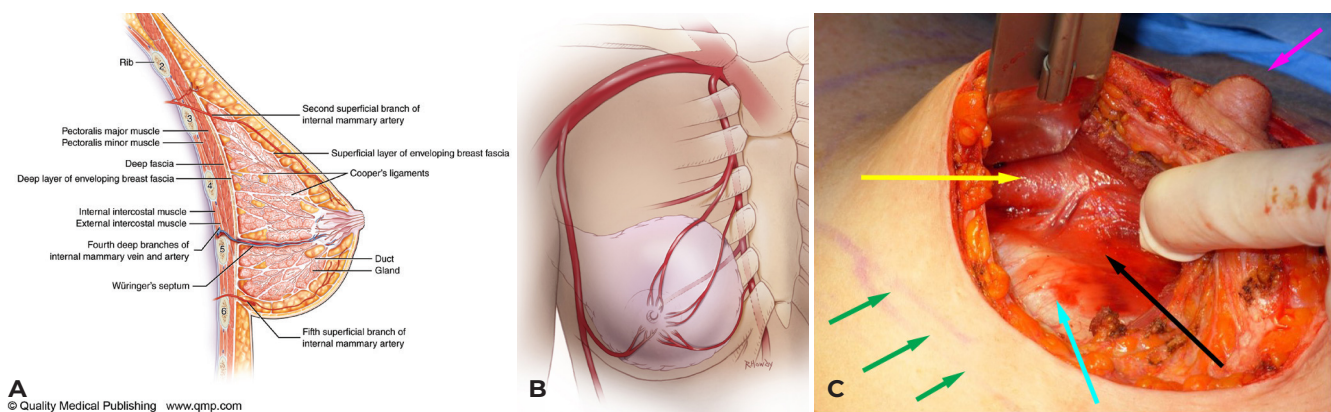 Rib
2
3
4
5
6
Second superficial branch of
internal mammary artery
Pectoralis major muscle
Pectoralis minor muscle
Superficial layer of enveloping breast fascia
Deep fascia
Cooper's ligaments
Deep layer of enveloping breast fascia
Internal intercostal muscle
External intercostal muscle
Fourth deep branches of
internal mammary vein and artery
Duct
Gland
Würinger's septum
Fifth superficial branch of
internal mammary artery
A
© Quality Medical Publishing www.qmp.com
B
C